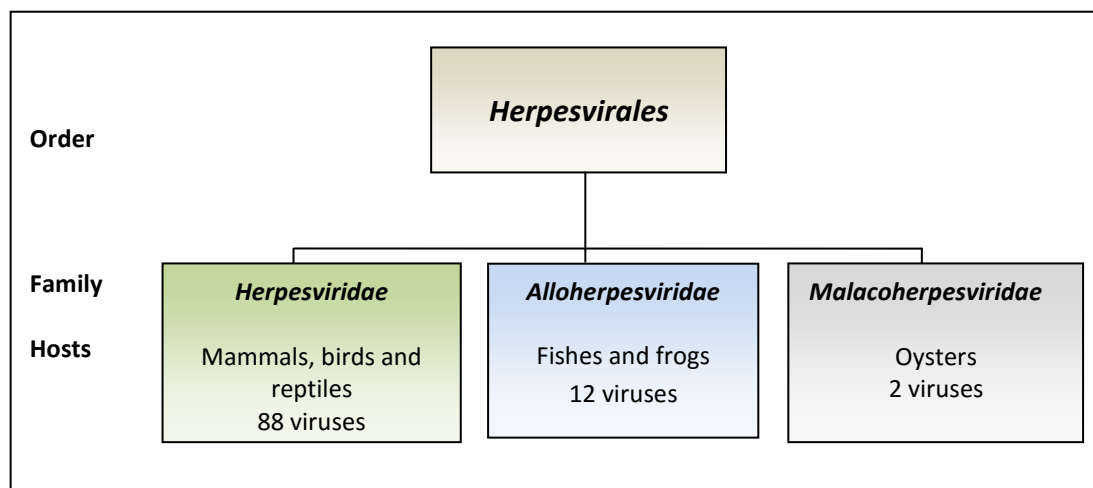 Herpesvirales
Order
Family
Herpesviridae
Alloherpesviridae
Malacoherpesviridae
Hosts
Mammals, birds and
reptiles
88 viruses
Fishes and frogs
12 viruses
Oysters
2 viruses